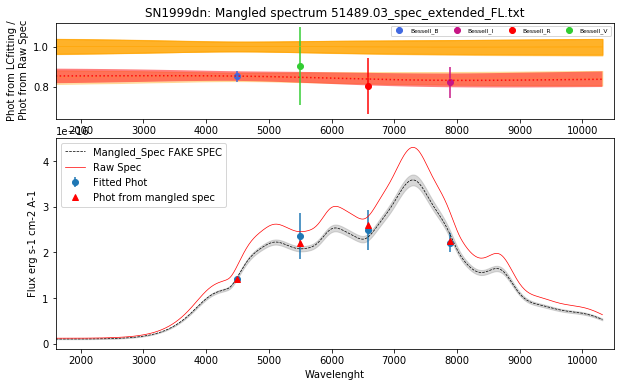 SN1999dn: Mangled spectrum 51489.03_spec_extended_FL.txt
Phot from LCfitting /
Phot from Raw Spec
1.0
0.8
Bessell_B
Bessell_I
Bessell_R
Bessell_V
2000 3000 4000 5000 6000 7000 8000 9000 10000
1e−16
Mangled_Spec FAKE SPEC
Raw Spec
Fitted Phot
Phot from mangled spec
Flux erg s-1 cm-2 A-1
4
3
2
1
0
2000 3000 4000 5000 6000 7000 8000 9000 10000
Wavelenght